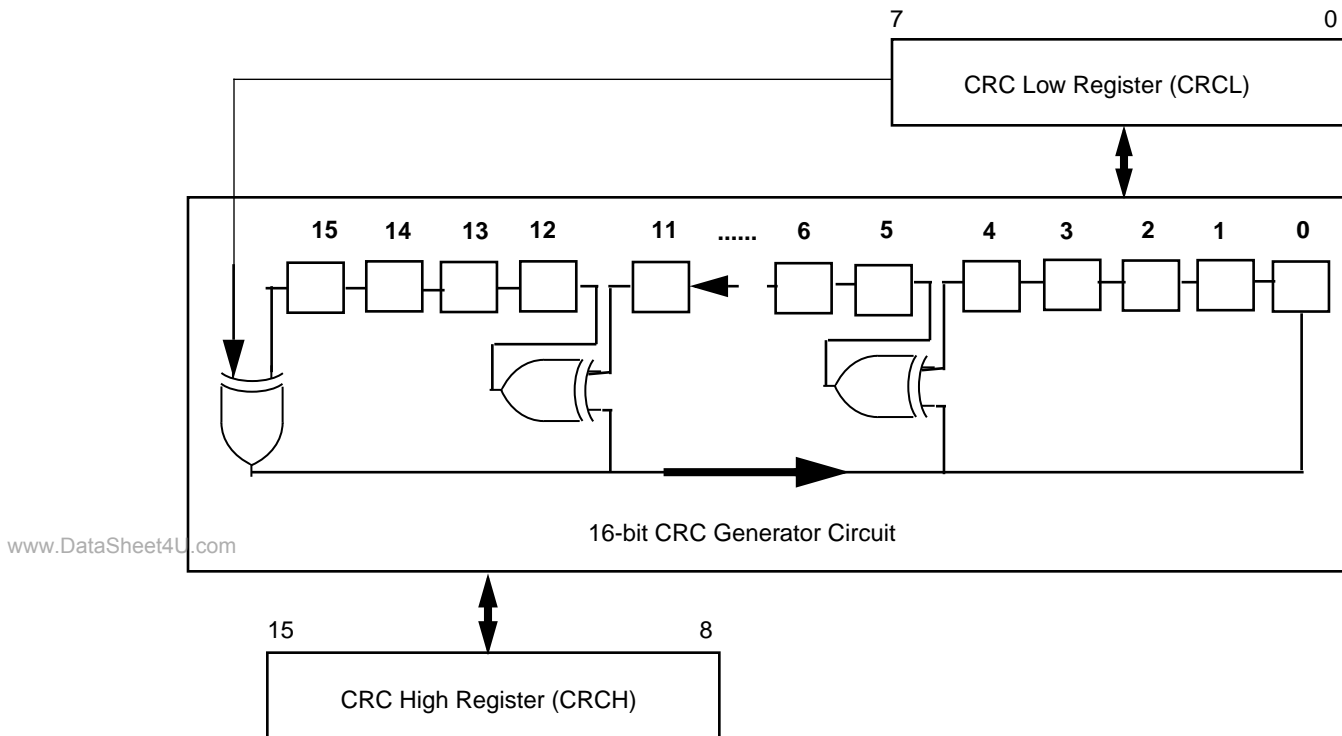 7 0
CRC Low Register (CRCL)
15 14 13 12 11 ...... 6 5 4 3 2 1 0
16-bit CRC Generator Circuit
www.DataSheet4U.com
15 8
CRC High Register (CRCH)